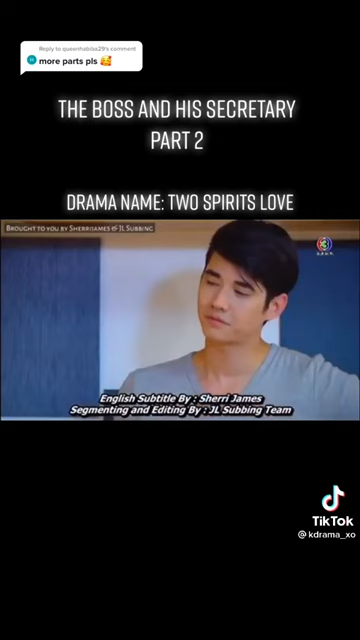 Reply to queenhabiba29's comment
more parts pls 🥰
THE BOSS AND HIS SECRETARY
PART 2
DRAMA NAME: TWO SPIRITS LOVE
BROUGHT TO YOU BY SHERRIJAMES & JL SUBBING
3
English Subtitle By : Sherri James
Segmenting and Editing By : JL Subbing Team
TikTok
@ kdrama_xo